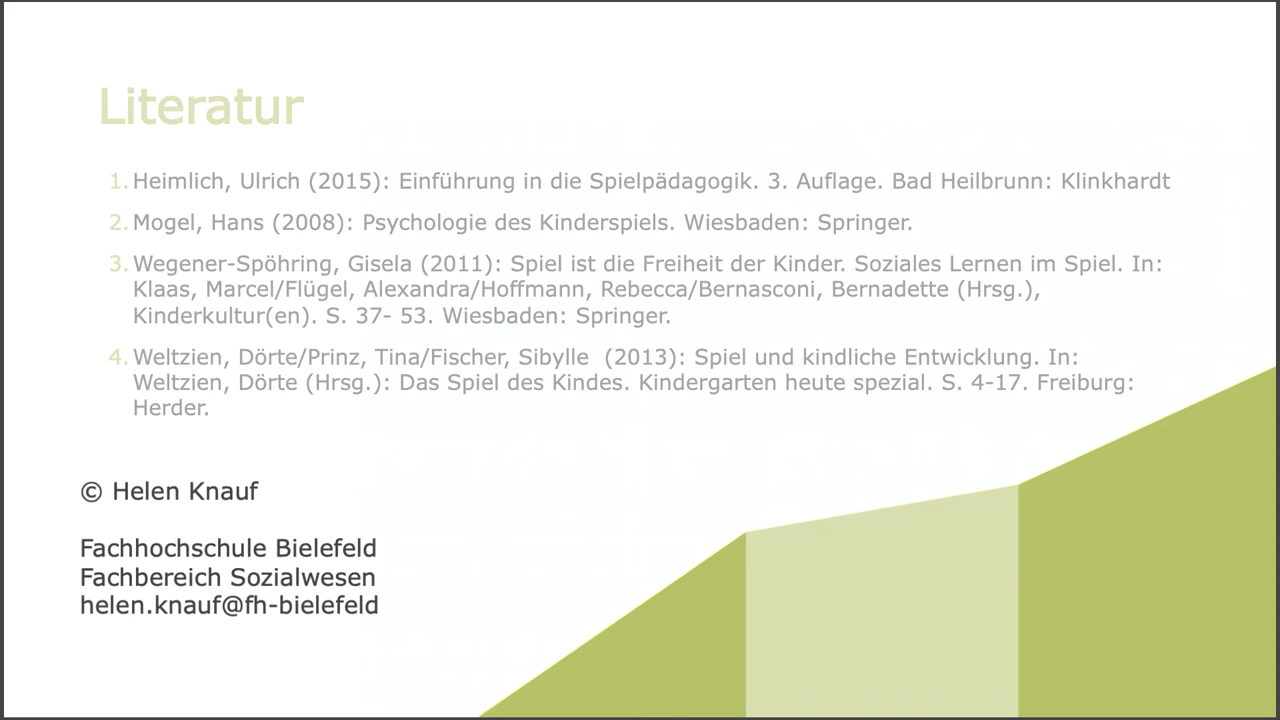 Literatur
1. Heimlich, Ulrich (2015): Einführung in die Spielpädagogik. 3. Auflage. Bad Heilbrunn: Klinkhardt
2. Mogel, Hans (2008): Psychologie des Kinderspiels. Wiesbaden: Springer.
3. Wegener-Spöhring, Gisela (2011): Spiel ist die Freiheit der Kinder. Soziales Lernen im Spiel. In:
Klaas, Marcel/Flügel, Alexandra/Hoffmann, Rebecca/Bernasconi, Bernadette (Hrsg.),
Kinderkultur(en). S. 37- 53. Wiesbaden: Springer.
4. Weltzien, Dörte/Prinz, Tina/Fischer, Sibylle  (2013): Spiel und kindliche Entwicklung. In:
Weltzien, Dörte (Hrsg.): Das Spiel des Kindes. Kindergarten heute spezial. S. 4-17. Freiburg:
Herder.
© Helen Knauf
Fachhochschule Bielefeld
Fachbereich Sozialwesen
helen.knauf@fh-bielefeld